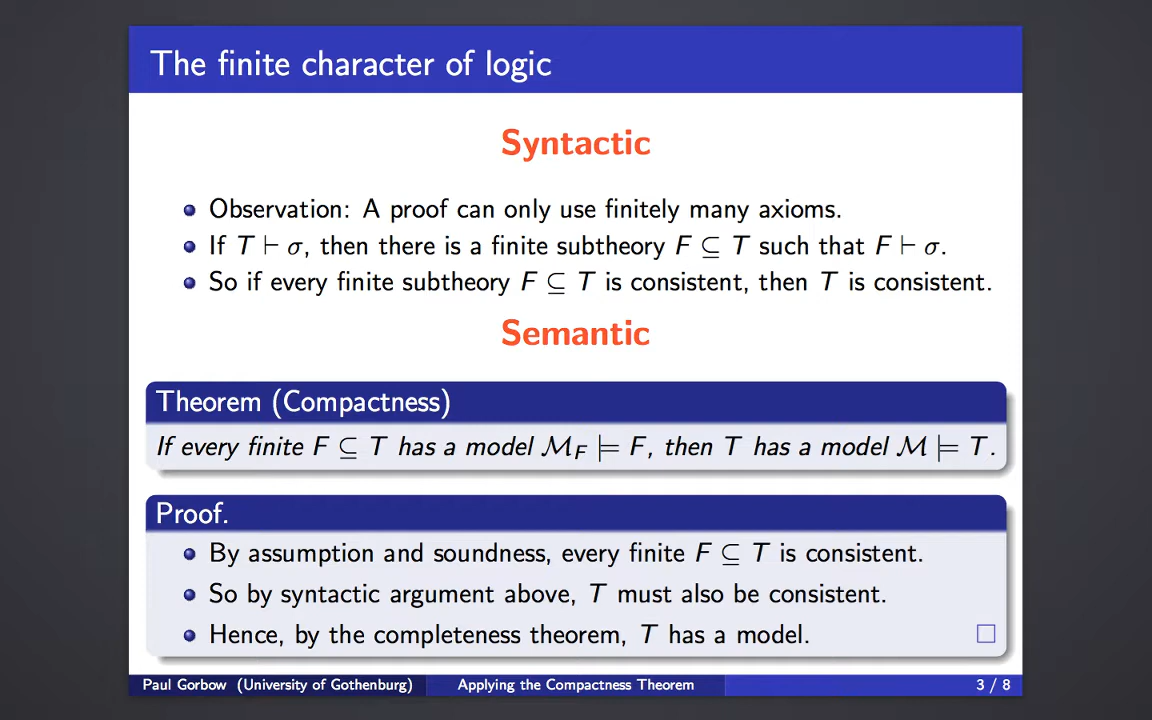 The finite character of logic
Syntactic
Observation: A proof can only use finitely many axioms.
If T ⊢ σ, then there is a finite subtheory F ⊆ T such that F ⊢ σ.
So if every finite subtheory F ⊆ T is consistent, then T is consistent.
Semantic
Theorem (Compactness)
If every finite F ⊆ T has a model ℳ_F ⊨ F, then T has a model ℳ ⊨ T.
Proof.
By assumption and soundness, every finite F ⊆ T is consistent.
So by syntactic argument above, T must also be consistent.
Hence, by the completeness theorem, T has a model. □
Paul Gorbow (University of Gothenburg) Applying the Compactness Theorem 3 / 8